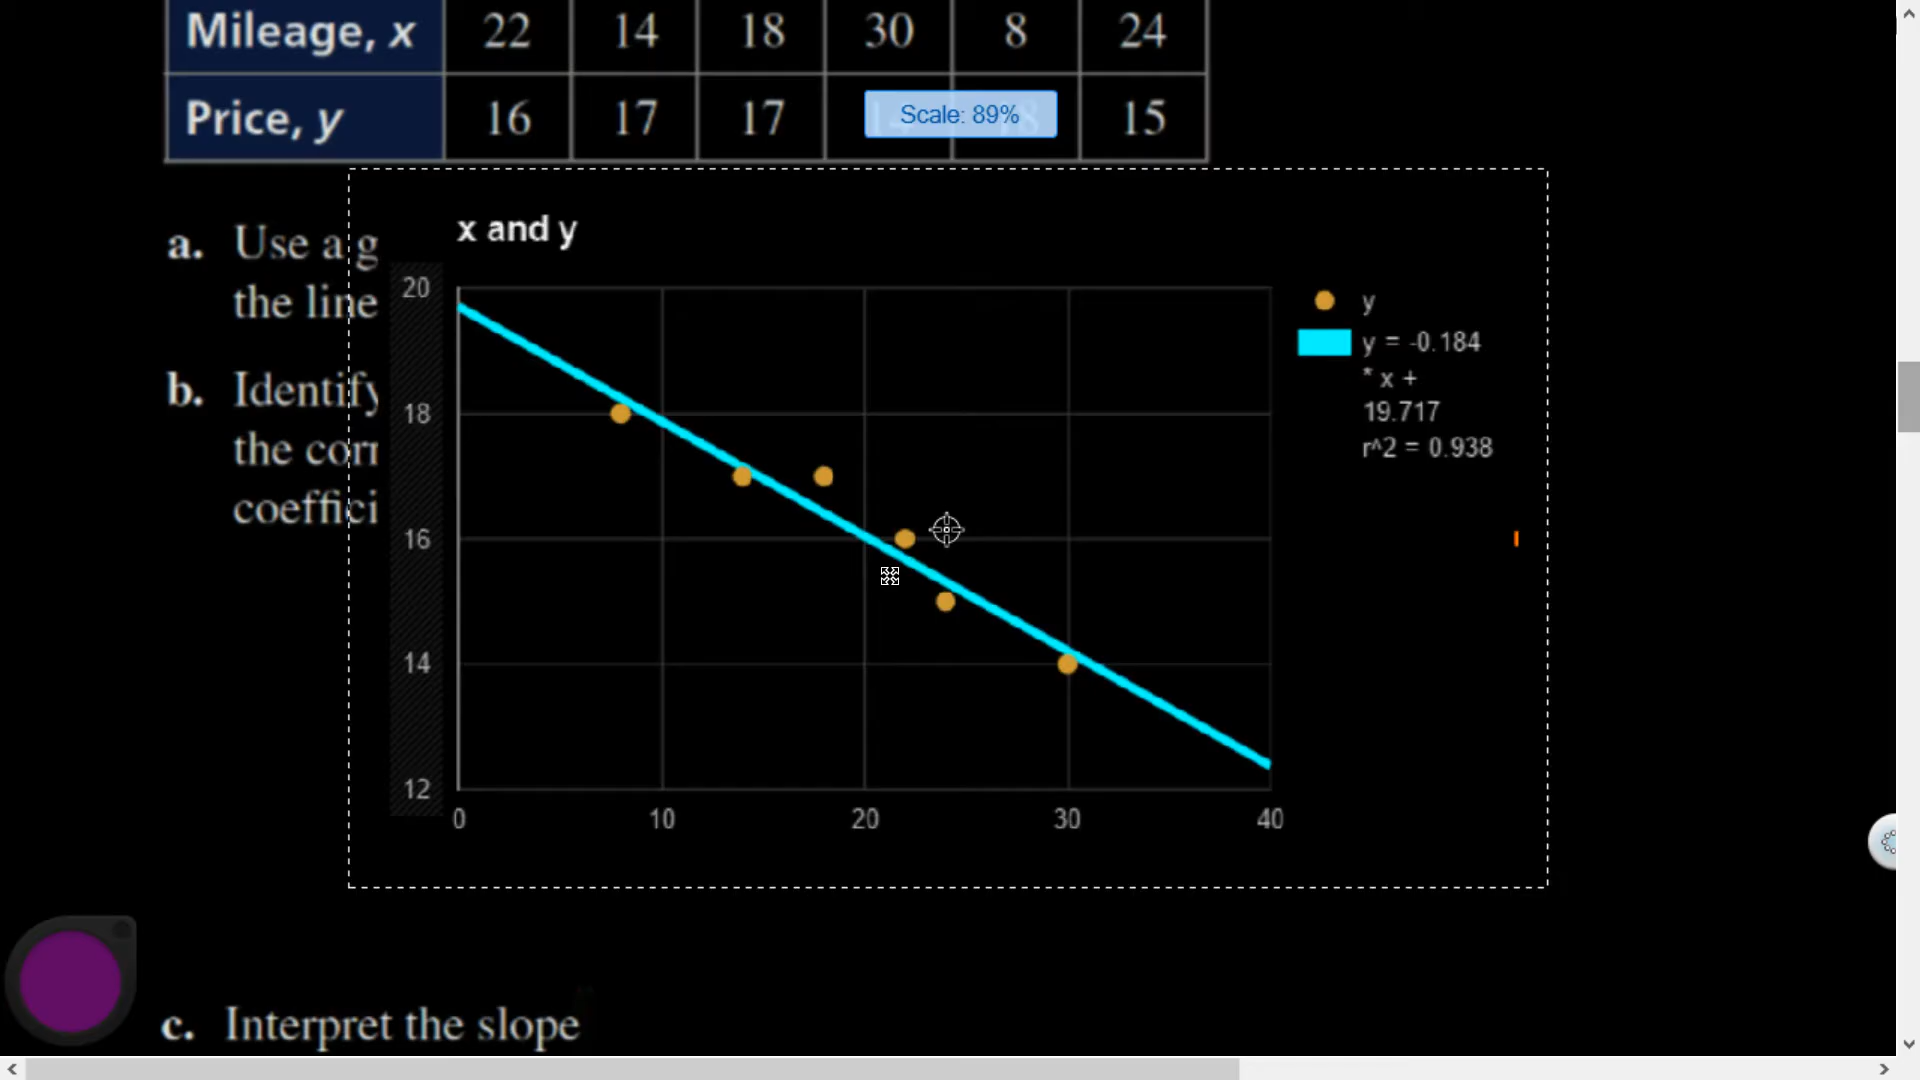 Mileage, x 22 14 18 30 8 24
Price, y 16 17 17 15
Scale: 89%
a. Use a g
the line
b. Identify
the corr
coeffici
x and y
20
18
16
14
12
0 10 20 30 40
y
y = -0.184
* x +
19.717
r^2 = 0.938
c. Interpret the slope